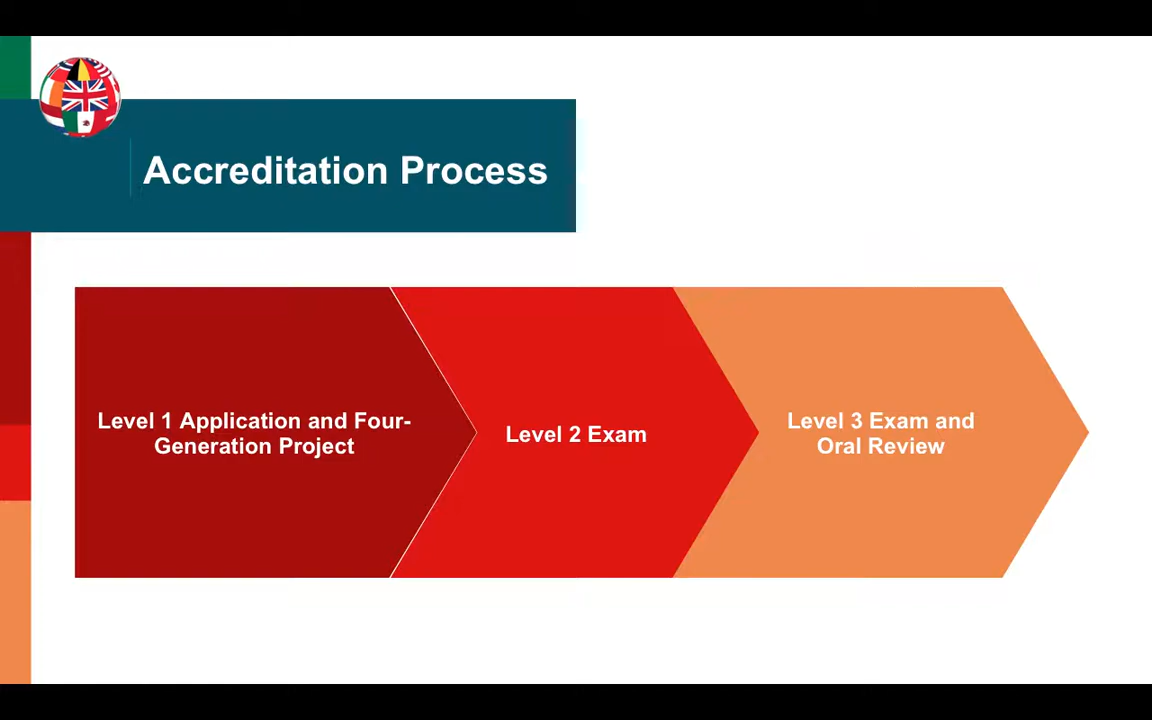 Accreditation Process
Level 1 Application and Four-
Generation Project
Level 2 Exam
Level 3 Exam and
Oral Review